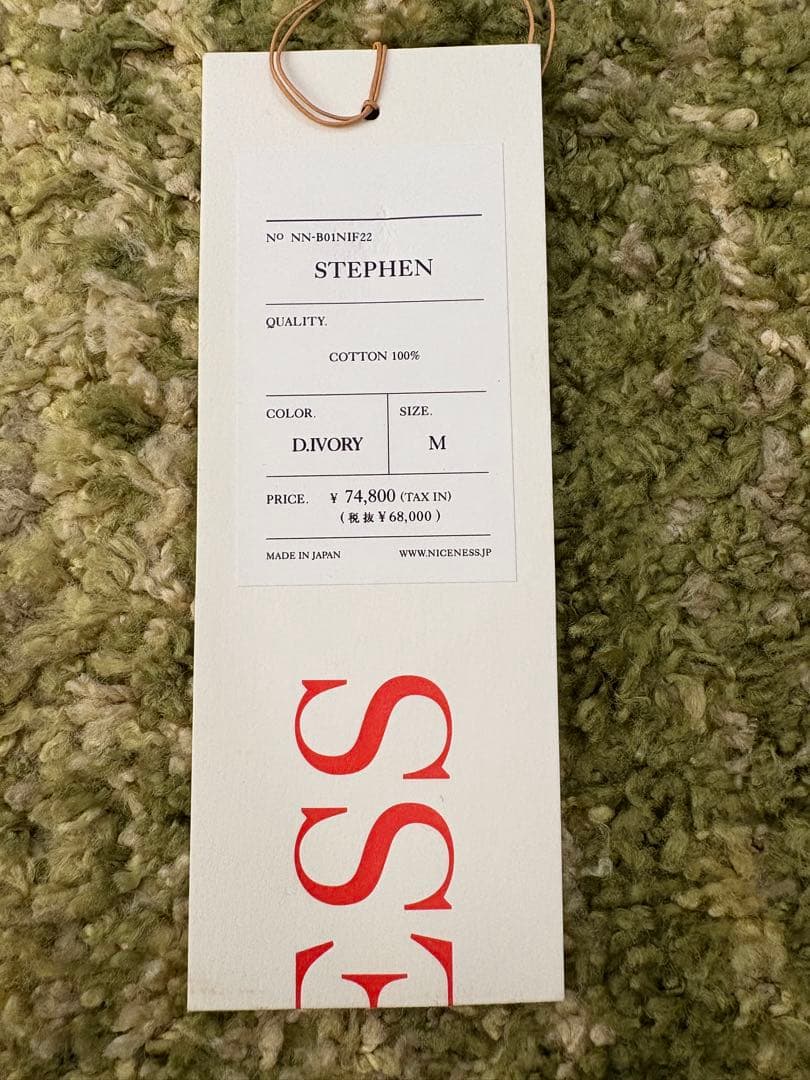 Nº NN-B01NIF22
STEPHEN
QUALITY.
COTTON 100%
COLOR.
D.IVORY
SIZE.
M
PRICE. ¥ 74,800 (TAX IN)
(税抜¥68,000)
MADE IN JAPAN
WWW.NICENESS.JP
ESS